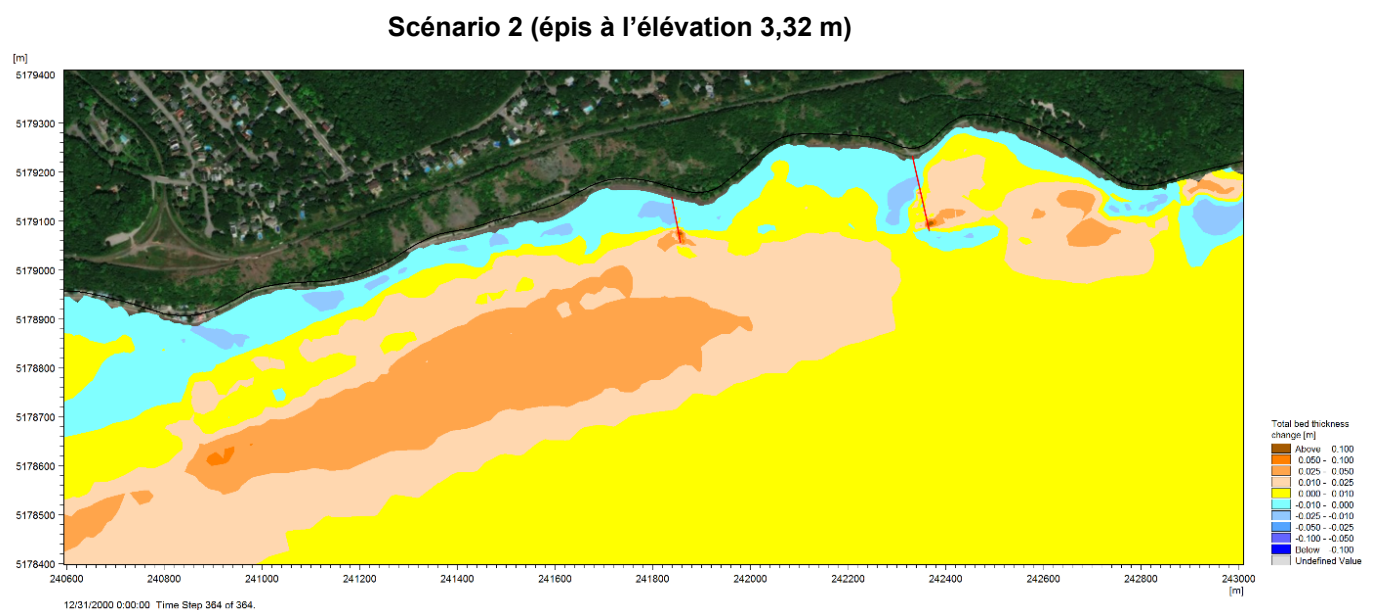 Scénario 2 (épis à l'élévation 3,32 m)
[m]
5179400
5179300
5179200
5179100
5179000
5178900
5178800
5178700
5178600
5178500
5178400
240600 240800 241000 241200 241400 241600 241800 242000 242200 242400 242600 242800 243000
[m]
12/31/2000 0:00:00 Time Step 364 of 364.
Total bed thickness
change [m]
Above 0.100
0.050 - 0.100
0.025 - 0.050
0.010 - 0.025
0.000 - 0.010
-0.010 - 0.000
-0.025 - -0.010
-0.050 - -0.025
-0.100 - -0.050
Below -0.100
Undefined Value